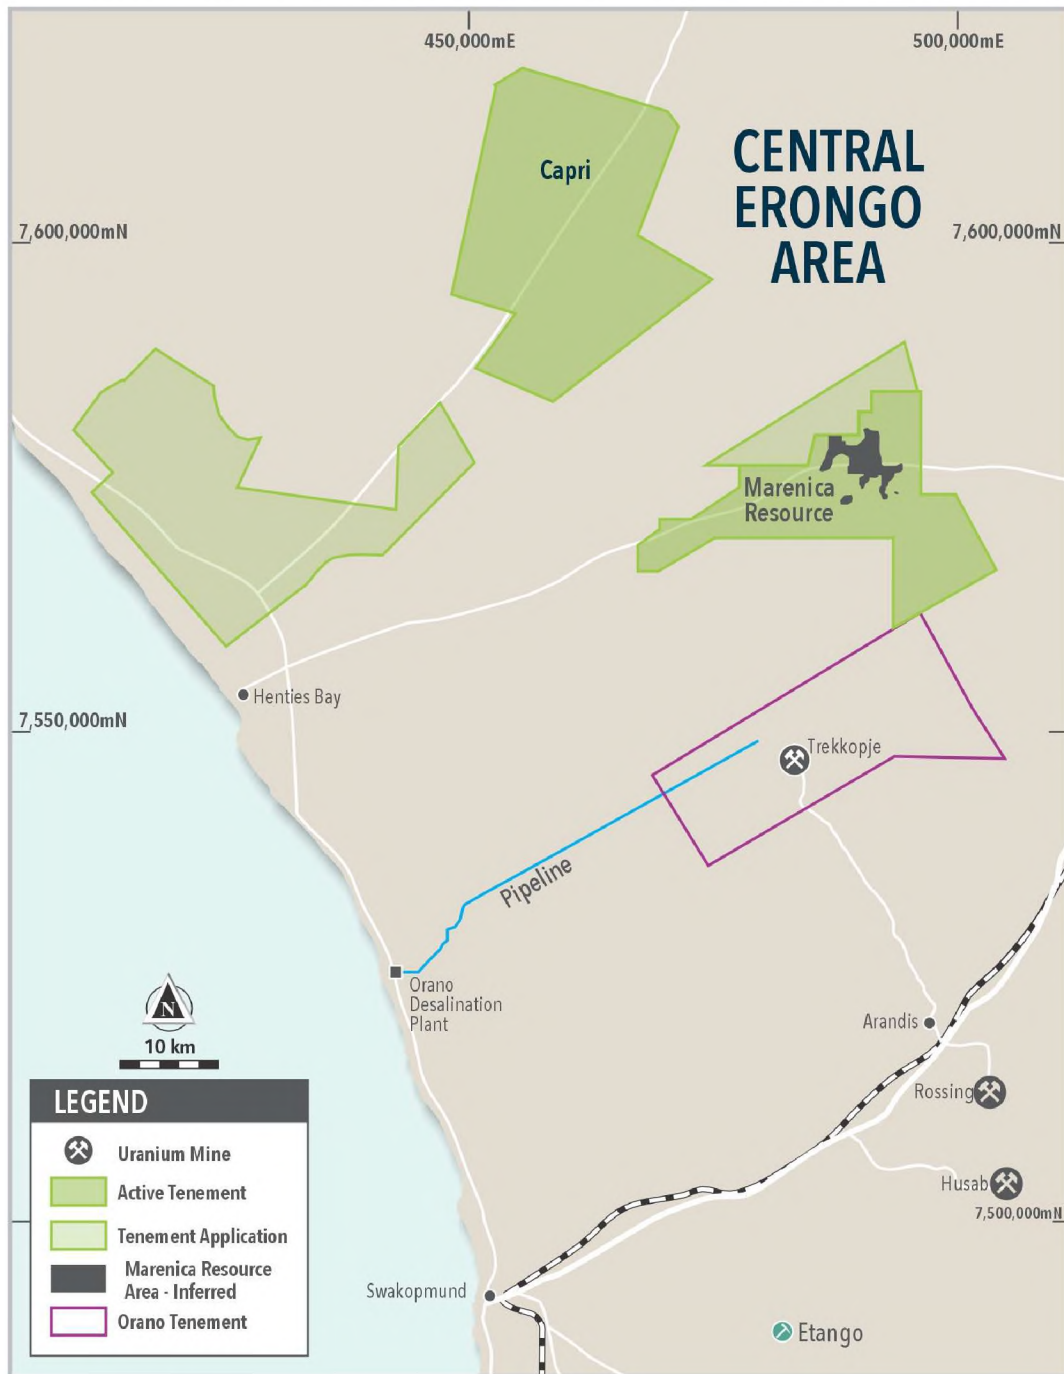 450,000mE
500,000mE
CENTRAL
ERONGO
AREA
Capri
7,600,000mN
7,600,000mN
Marenica
Resource
Henties Bay
7,550,000mN
Trekkopje
Pipeline
Orano
Desalination
Plant
N
10 km
Arandis
Rossing
Husab
7,500,000mN
LEGEND
Uranium Mine
Active Tenement
Tenement Application
Marenica Resource
Area - Inferred
Orano Tenement
Swakopmund
Etango